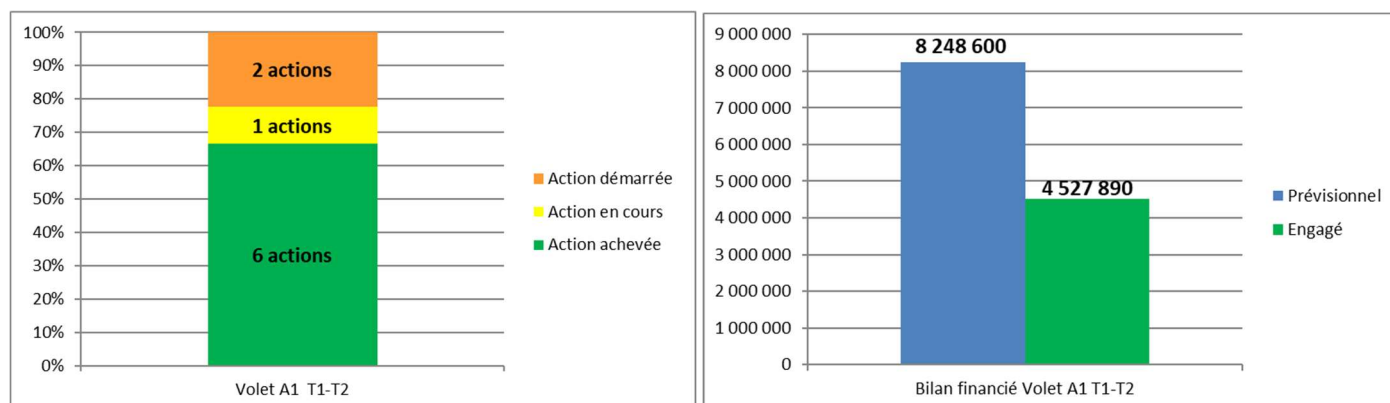 100%
90%
80%
70%
60%
50%
40%
30%
20%
10%
0%
2 actions
1 actions
6 actions
Volet A1 T1-T2
Action démarrée
Action en cours
Action achevée
9 000 000
8 000 000
7 000 000
6 000 000
5 000 000
4 000 000
3 000 000
2 000 000
1 000 000
0
8 248 600
4 527 890
Bilan financié Volet A1 T1-T2
Prévisionnel
Engagé